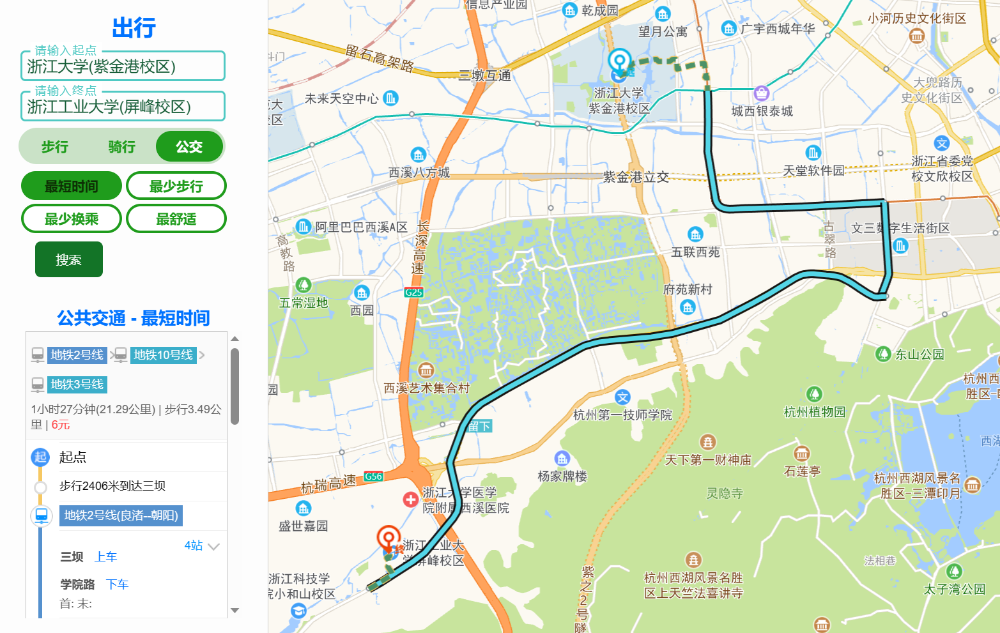 出行
请输入起点
浙江大学(紫金港校区)
请输入终点
浙江工业大学(屏峰校区)
步行
骑行
公交
最短时间
最少步行
最少换乘
最舒适
搜索
公共交通 - 最短时间
地铁2号线
地铁10号线
地铁3号线
1小时27分钟(21.29公里) | 步行3.49公
里 | 6元
起
起点
步行2406米到达三坝
地铁2号线(良渚--朝阳)
4站
三坝 上车
学院路 下车
首: 末:
信息产业园
乾成园
望月公寓
广宇西城年华
小河历史文化街区
斗门
留石高架路
三墩互通
未来天空中心
浙江大学
紫金港校区
城西银泰城
大兜路历
史文化街区
大
校区
西溪八方城
紫金港立交
天堂软件园
文
浙江省委党
校文欣校区
阿里巴巴西溪A区
长深高速
高教路
五联西苑
古翠路
文三数字生活街区
五常湿地
西园
G25
府苑新村
东山公园
园
西溪艺术集合村
文
杭州第一技师学院
杭州植物园
杭州西
胜区-
留下
西湖
天下第一财神庙
石莲亭
杨家牌楼
杭瑞高速
G56
杭州西湖风景名
胜区-三潭印月
浙江大学医学
院附属西溪医院
灵隐寺
盛世嘉园
终
浙江工业大
学屏峰校区
法相巷
浙江科技学
院小和山校区
紫之2号隧
杭州西湖风景名胜
区上天竺法喜讲寺
太子湾公园